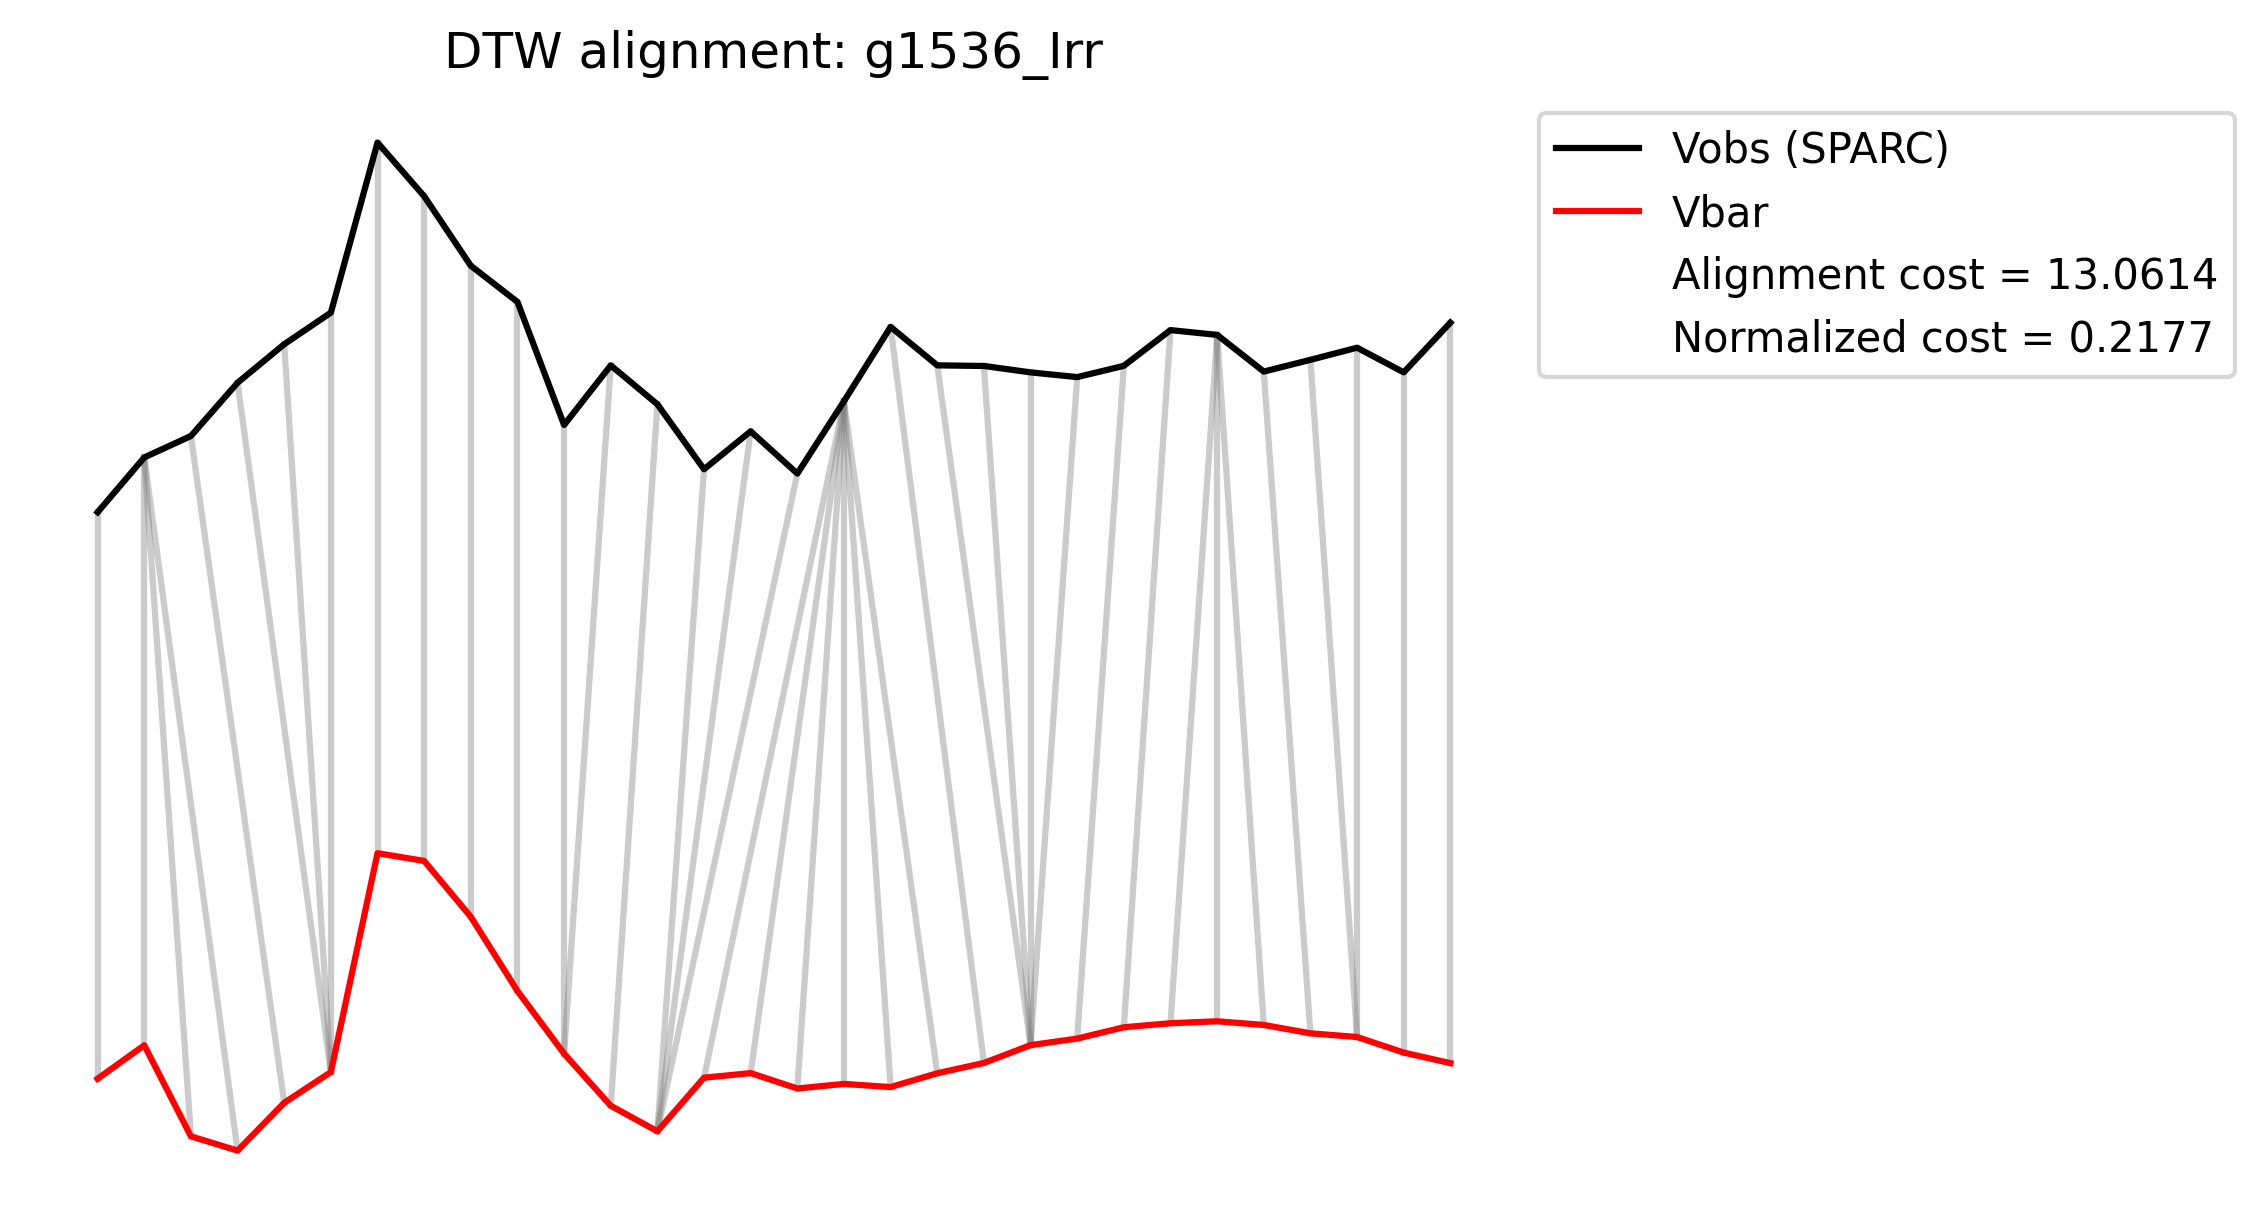 DTW alignment: g1536_Irr
Vobs (SPARC)
Vbar
Alignment cost = 13.0614
Normalized cost = 0.2177